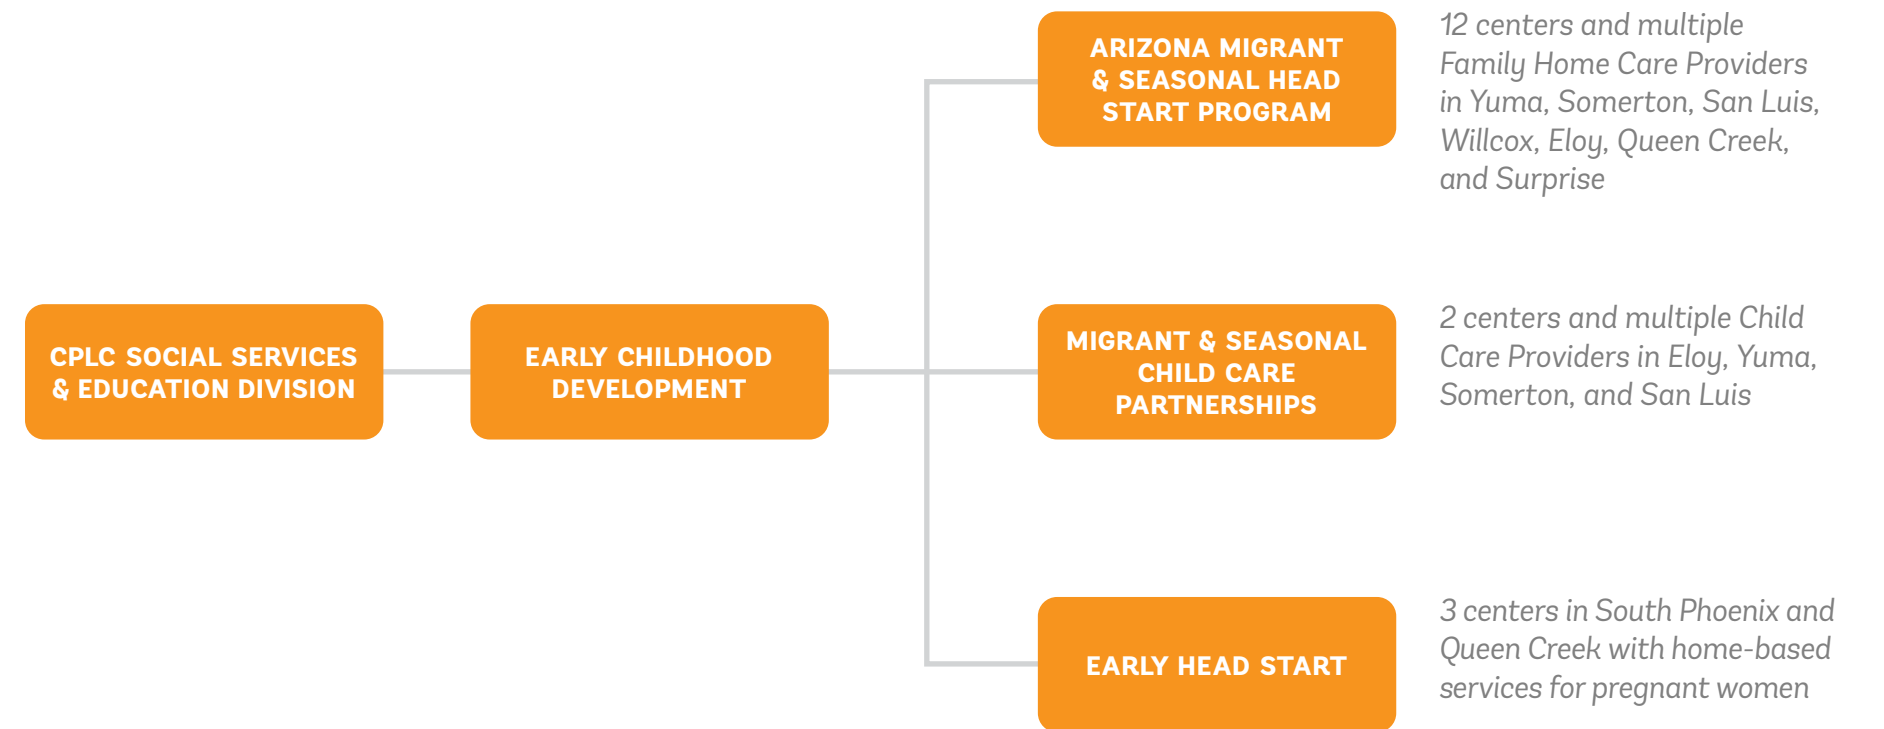 ARIZONA MIGRANT
& SEASONAL HEAD
START PROGRAM
12 centers and multiple
Family Home Care Providers
in Yuma, Somerton, San Luis,
Willcox, Eloy, Queen Creek,
and Surprise
CPLC SOCIAL SERVICES
& EDUCATION DIVISION
EARLY CHILDHOOD
DEVELOPMENT
MIGRANT & SEASONAL
CHILD CARE
PARTNERSHIPS
2 centers and multiple Child
Care Providers in Eloy, Yuma,
Somerton, and San Luis
EARLY HEAD START
3 centers in South Phoenix and
Queen Creek with home-based
services for pregnant women